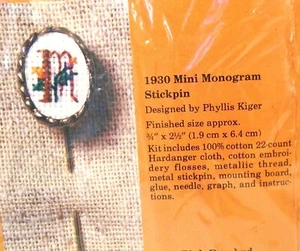 1930 Mini Monogram
Stickpin
Designed by Phyllis Kiger
Finished size approx.
¾" x 2½" (1.9 cm x 6.4 cm)
Kit includes 100% cotton 22 count
Hardanger cloth, cotton embroi-
dery flosses, metallic thread,
metal stickpin, mounting board,
glue, needle, graph, and instruc-
tions.